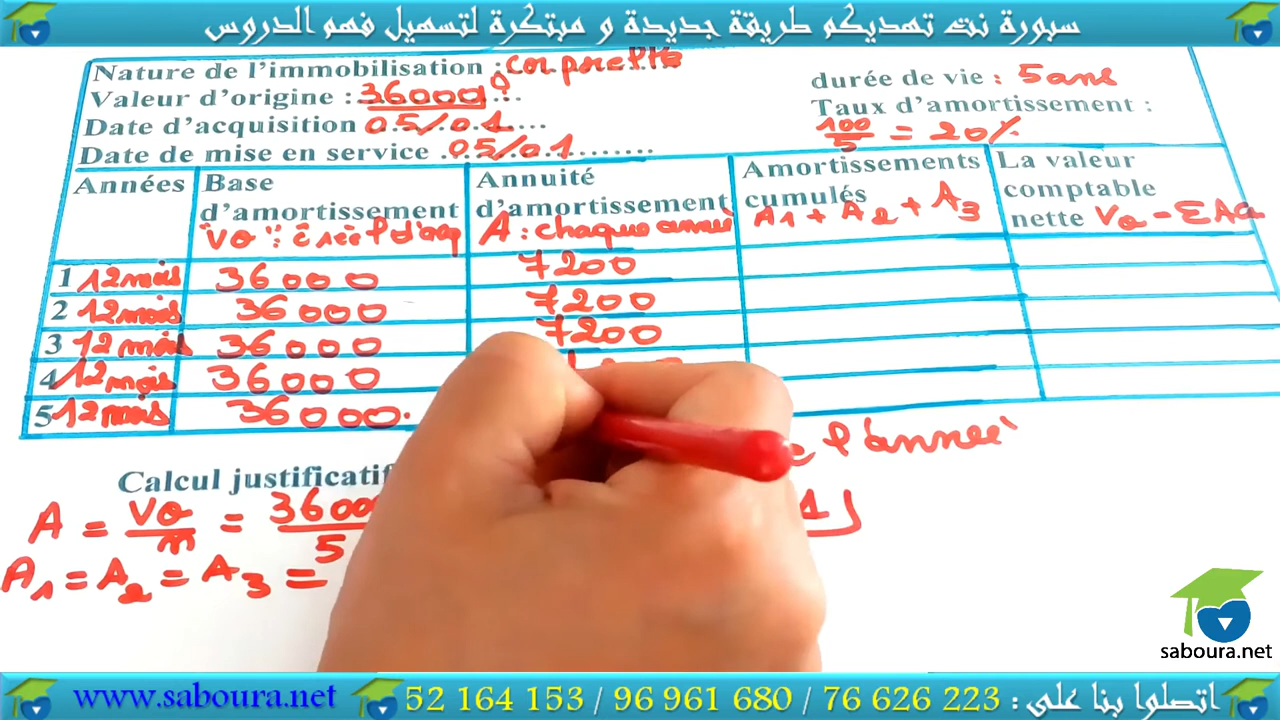 سبورة نت تهديكم طريقة جديدة و مبتكرة لتسهيل فهم الدروس
Nature de l'immobilisation :
Valeur d'origine : 36000
Date d'acquisition 05/01
Date de mise en service 05/01
durée de vie : 5 ans
Taux d'amortissement :
100/5 = 20%
Années
Base d'amortissement
Annuité d'amortissement A : chaque année
Amortissements cumulés A1 + A2 + A3
La valeur comptable nette
1 12 mois 36000 7200
2 12 mois 36000 7200
3 12 mois 36000 7200
4 12 mois 36000
5 12 mois 36000
l'année
Calcul justificatif
A = VO/n = 36000/5
A1 = A2 = A3 =
saboura.net
www.saboura.net
52 164 153 / 96 961 680 / 76 626 223 : اتصلوا بنا على